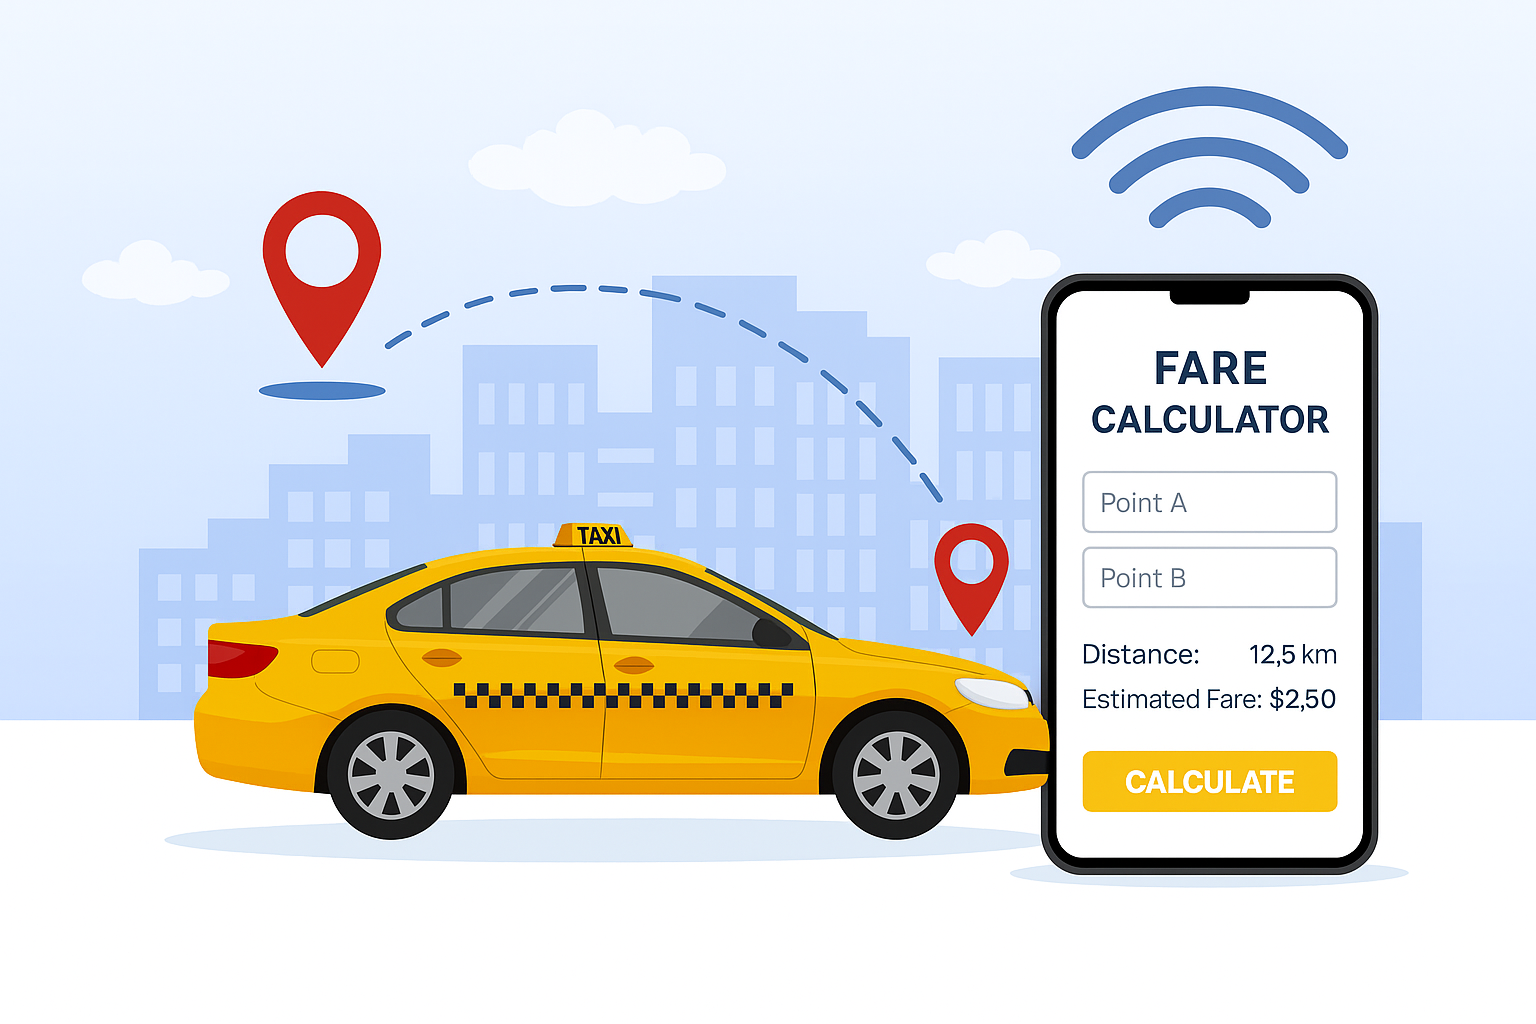 TAXI
FARE
CALCULATOR
Point A
Point B
Distance: 12,5 km
Estimated Fare: $2,50
CALCULATE